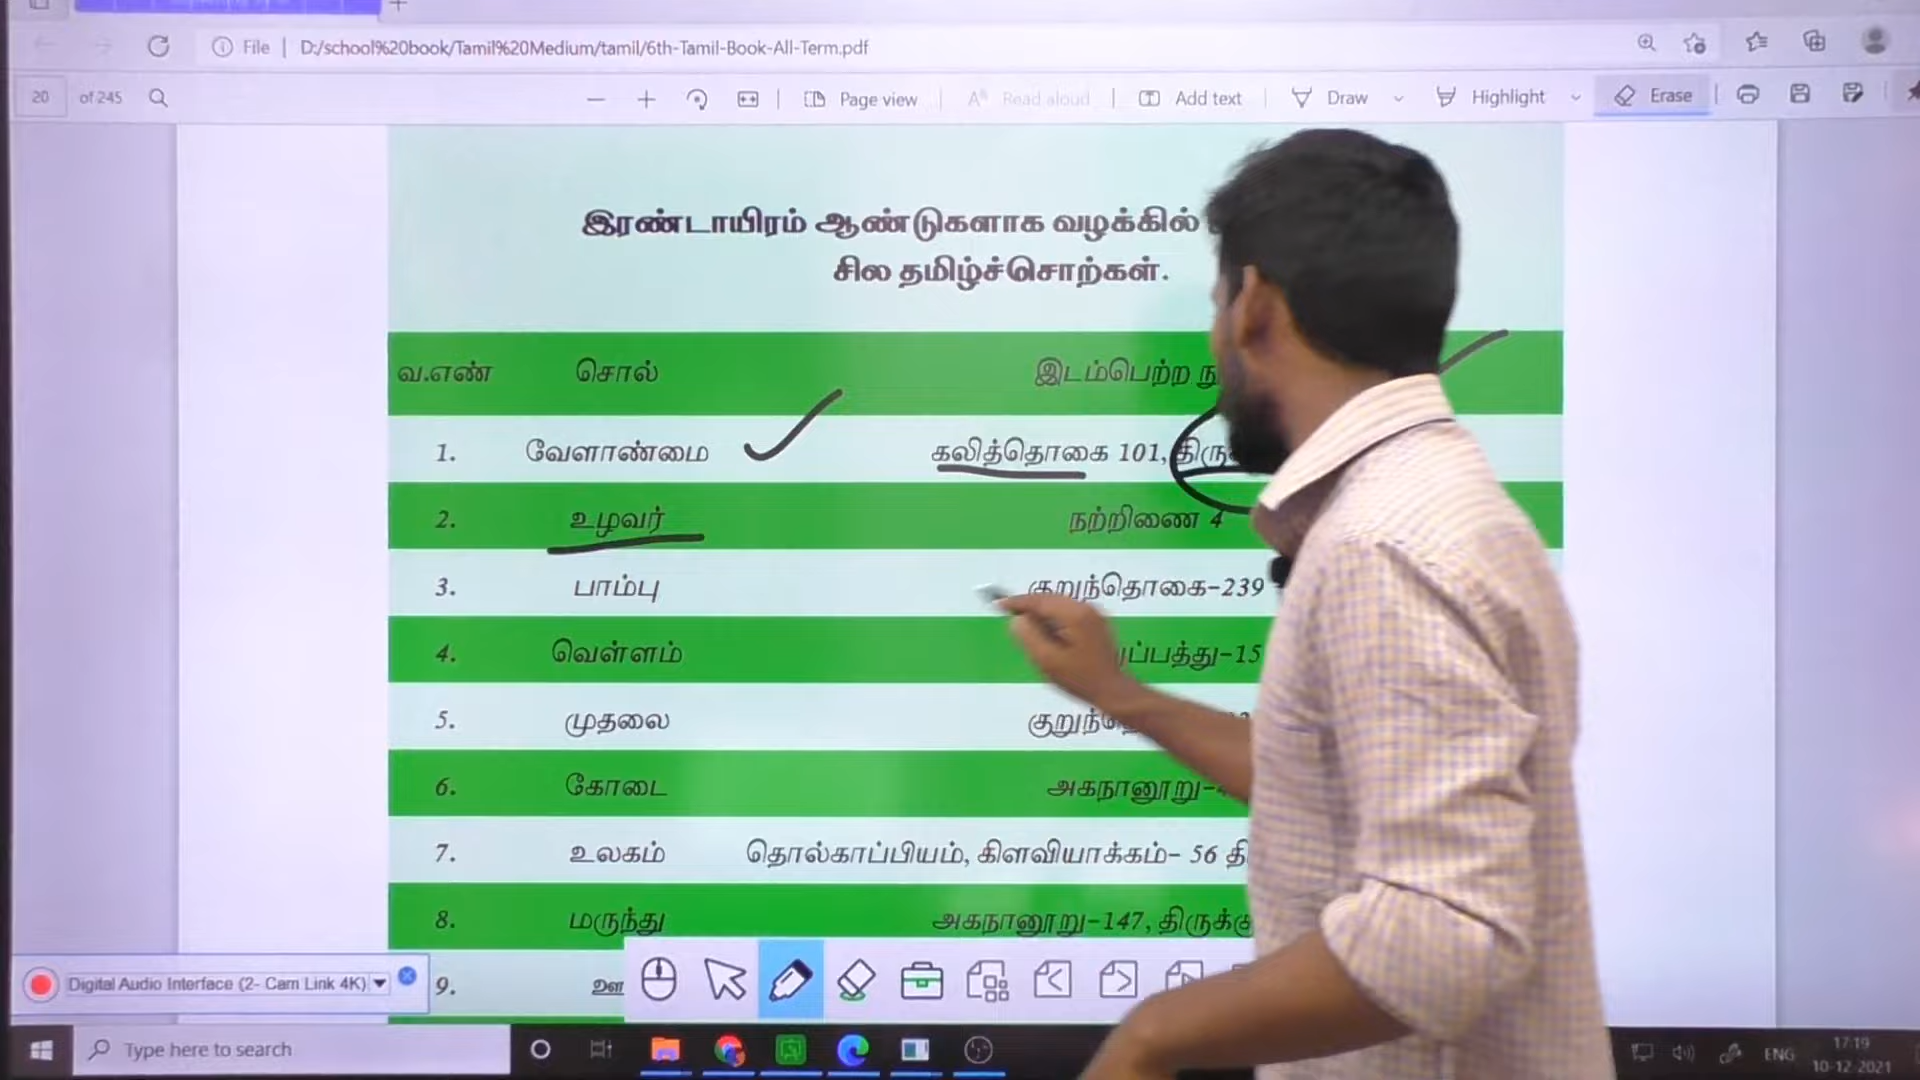 File | D:/school%20book/Tamil%20Medium/tamil/6th-Tamil-Book-All-Term.pdf
20 of 245 Page view Read aloud Add text Draw Highlight Erase
இரண்டாயிரம் ஆண்டுகளாக வழக்கில்
சில தமிழ்ச்சொற்கள்.
வ.எண் சொல் இடம்பெற்ற
1. வேளாண்மை கலித்தொகை 101,
2. உழவர் நற்றிணை 4
3. பாம்பு குறுந்தொகை-239
4. வெள்ளம்
5. முதலை
6. கோடை அகநானூறு-
7. உலகம் தொல்காப்பியம், கிளவியாக்கம்- 56
8. மருந்து அகநானூறு-147,
9.
Digital Audio Interface (2- Cam Link 4K)
Type here to search
ENG 17:19
10-12-2021